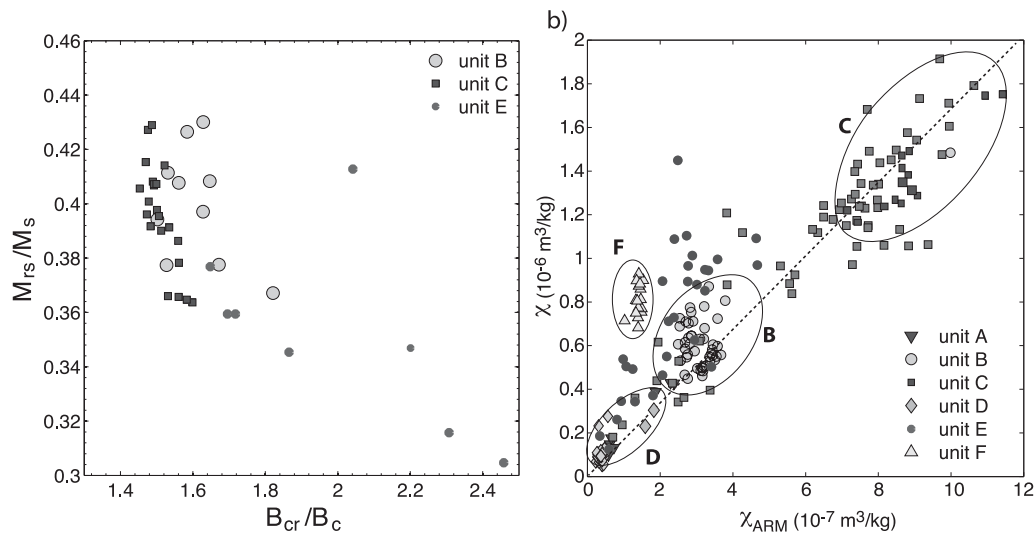 0.46
0.44
0.42
0.4
0.38
0.36
0.34
0.32
0.3
1.4 1.6 1.8 2 2.2 2.4
Mrs/Ms
Bcr/Bc
unit B
unit C
unit E
b)
2
1.8
1.6
1.4
1.2
1
0.8
0.6
0.4
0.2
0
0 2 4 6 8 10 12
χ (10-6 m3/kg)
χARM (10-7 m3/kg)
C
F
B
D
unit A
unit B
unit C
unit D
unit E
unit F